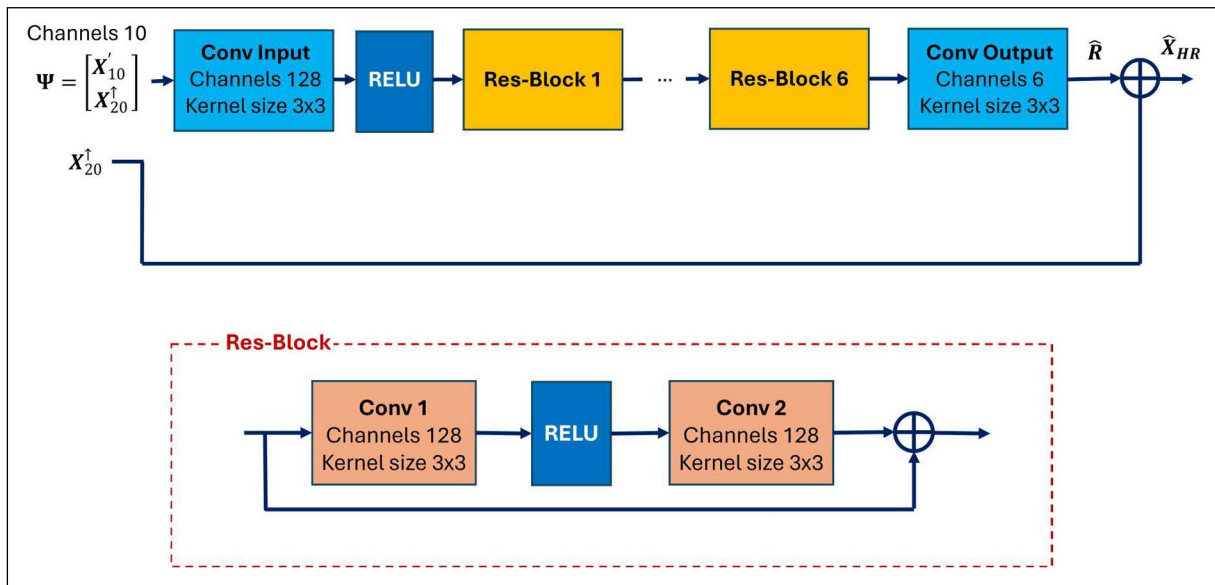 Channels 10
Ψ = [X′10 X↑20]
Conv Input
Channels 128
Kernel size 3x3
RELU
Res-Block 1
...
Res-Block 6
Conv Output
Channels 6
Kernel size 3x3
R̂
X̂HR
X↑20
Res-Block
Conv 1
Channels 128
Kernel size 3x3
RELU
Conv 2
Channels 128
Kernel size 3x3